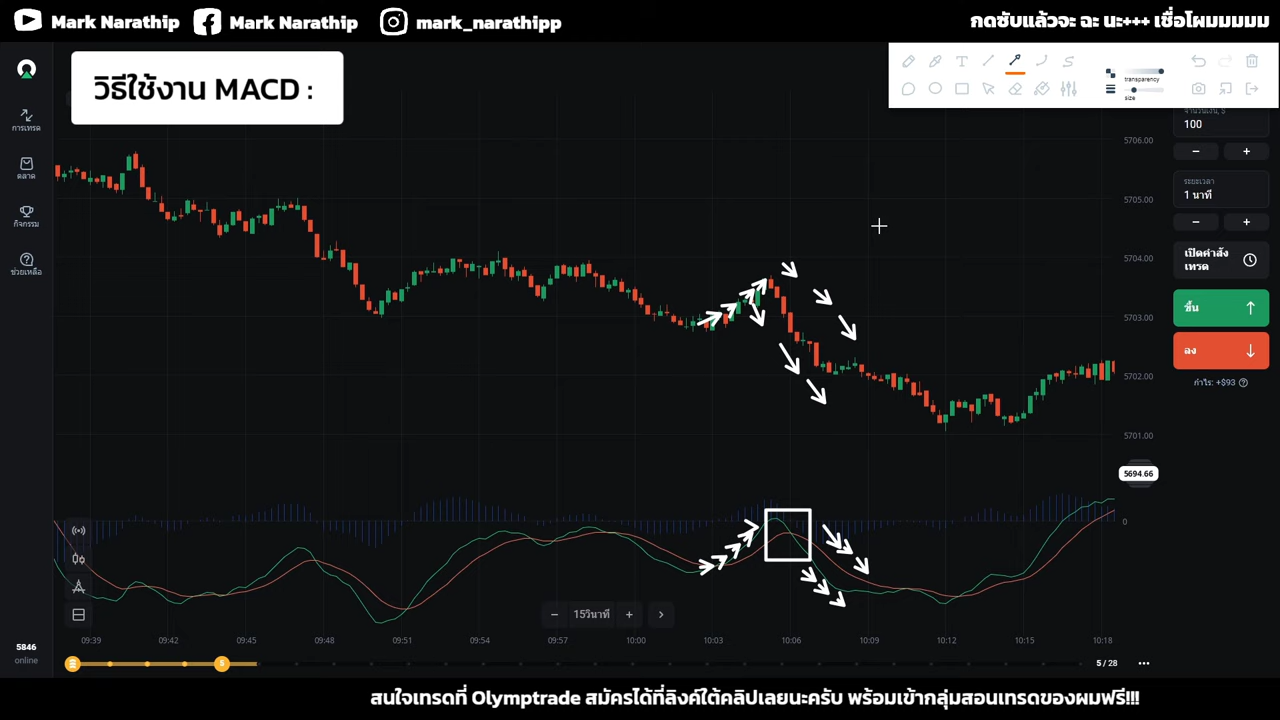 Mark Narathip
Mark Narathip
mark_narathipp
กดซับแล้วจะ ฉะ นะ+++ เชื่อโผมมมมม
วิธีใช้งาน MACD :
transparency
size
การเทรด
ตลาด
กิจกรรม
ช่วยเหลือ
จำนวนเงิน, $
100
−
+
ระยะเวลา
1 นาที
−
+
เปิดคำสั่ง
เทรด
ขึ้น
ลง
กำไร: +$93
5706.00
5705.00
5704.00
5703.00
5702.00
5701.00
5694.66
0
− 15วินาที + >
09:39 09:42 09:45 09:48 09:51 09:54 09:57 10:00 10:03 10:06 10:09 10:12 10:15 10:18
5846
online
5
5 / 28
สนใจเทรดที่ Olymptrade สมัครได้ที่ลิงค์ใต้คลิปเลยนะครับ พร้อมเข้ากลุ่มสอนเทรดของผมฟรี!!!